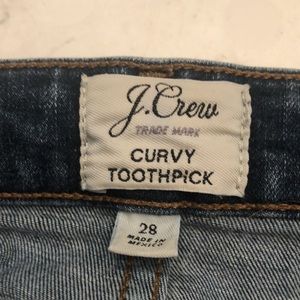 J.Crew
TRADE MARK
CURVY
TOOTHPICK
28
MADE IN
MEXICO